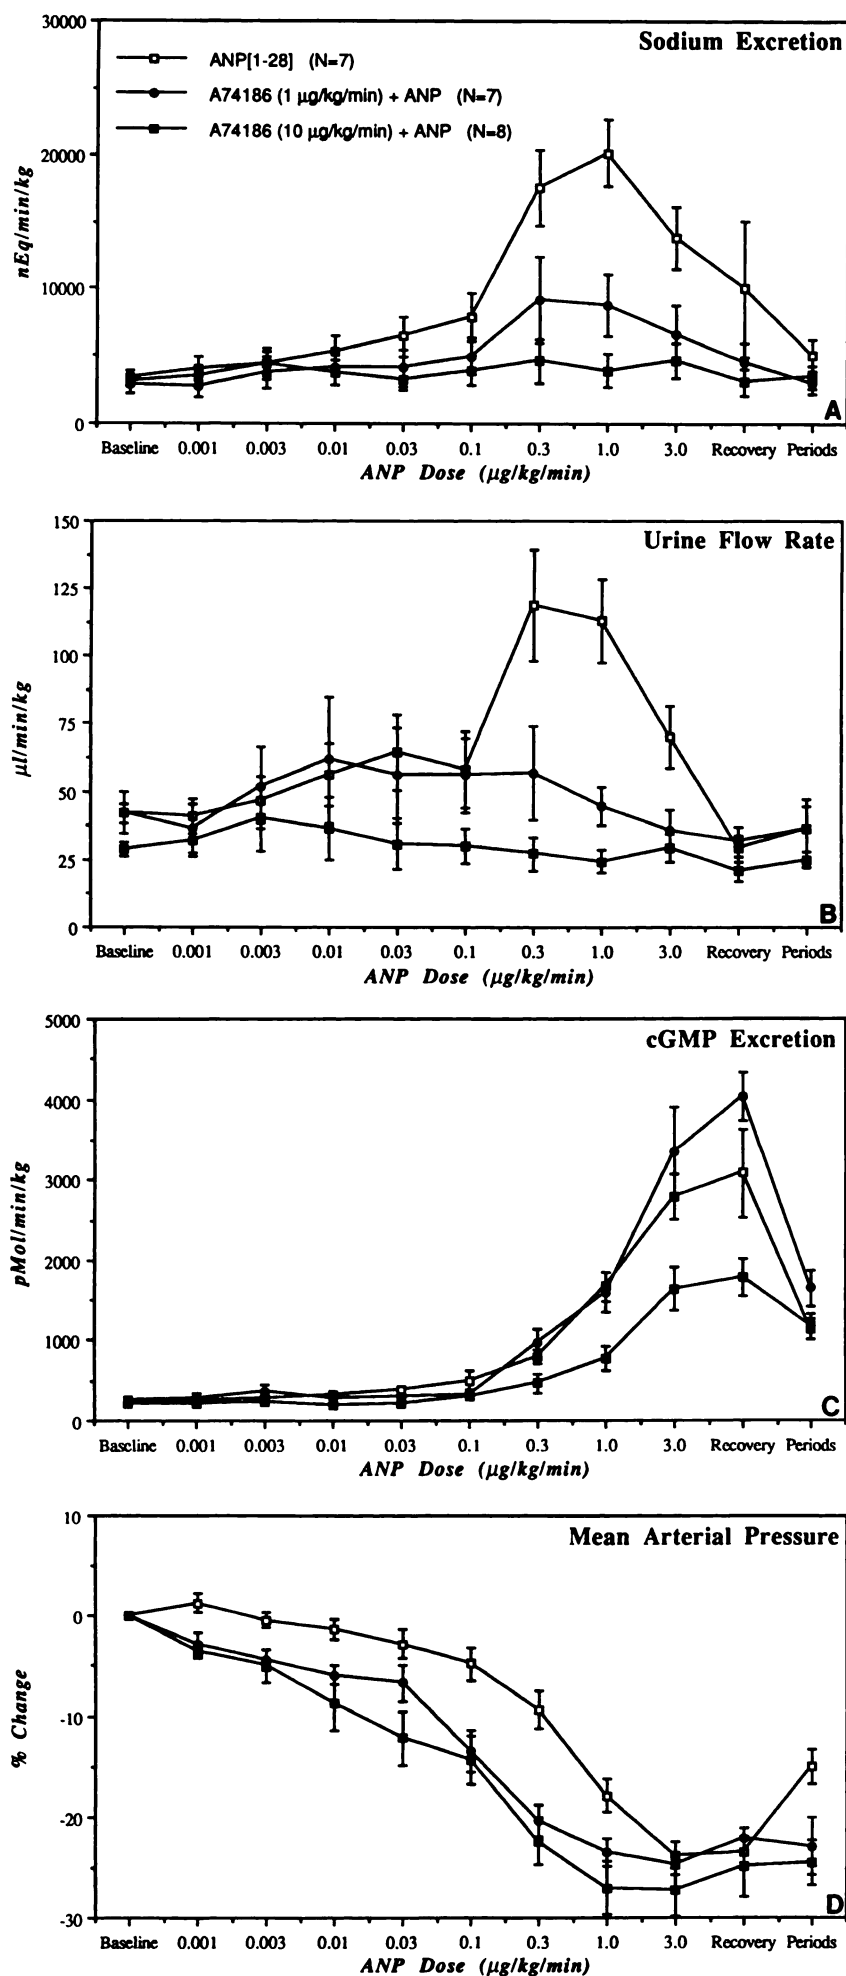 30000
Sodium Excretion
ANP[1-28] (N=7)
A74186 (1 μg/kg/min) + ANP (N=7)
A74186 (10 μg/kg/min) + ANP (N=8)
20000
nEq/min/kg
10000
0
A
Baseline 0.001 0.003 0.01 0.03 0.1 0.3 1.0 3.0 Recovery Periods
ANP Dose (μg/kg/min)
150
Urine Flow Rate
125
100
μl/min/kg
75
50
25
0
B
Baseline 0.001 0.003 0.01 0.03 0.1 0.3 1.0 3.0 Recovery Periods
ANP Dose (μg/kg/min)
5000
cGMP Excretion
4000
3000
pMol/min/kg
2000
1000
0
C
Baseline 0.001 0.003 0.01 0.03 0.1 0.3 1.0 3.0 Recovery Periods
ANP Dose (μg/kg/min)
10
Mean Arterial Pressure
0
% Change
-10
-20
-30
D
Baseline 0.001 0.003 0.01 0.03 0.1 0.3 1.0 3.0 Recovery Periods
ANP Dose (μg/kg/min)